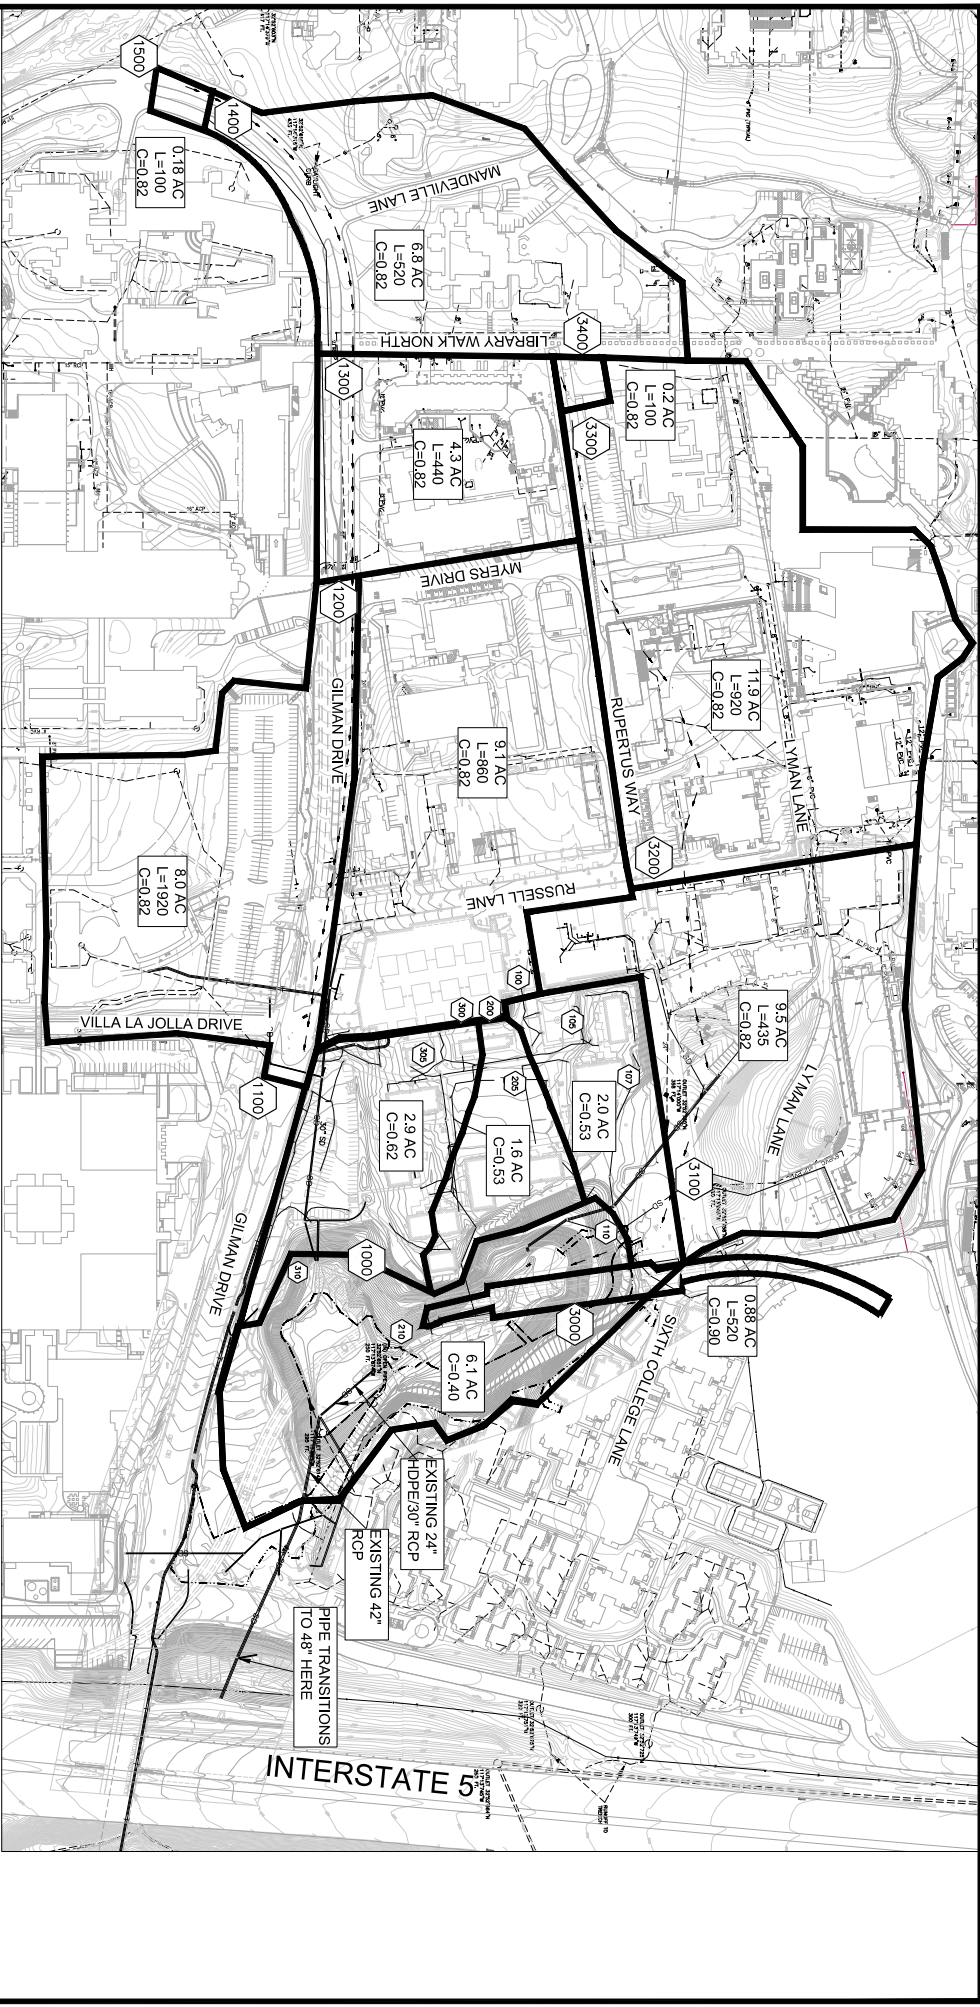 1500
1400
0.18 AC
L=100
C=0.82
MANDEVILLE LANE
6.8 AC
L=520
C=0.82
LIBRARY WALK NORTH
3400
1300
0.2 AC
L=100
C=0.82
3300
4.3 AC
L=440
C=0.82
MYERS DRIVE
1200
GILMAN DRIVE
11.9 AC
L=920
C=0.82
LYMAN LANE
RUPERTUS WAY
9.1 AC
L=860
C=0.82
3200
RUSSELL LANE
8.0 AC
L=1920
C=0.82
VILLA LA JOLLA DRIVE
1100
100
200
300
105
205
305
107
9.5 AC
L=435
C=0.82
LYMAN LANE
2.0 AC
C=0.53
1.6 AC
C=0.53
2.9 AC
C=0.62
30" SD
3100
110
1000
310
210
3000
GILMAN DRIVE
0.88 AC
L=520
C=0.90
SIXTH COLLEGE LANE
6.1 AC
C=0.40
EXISTING 24"
HDPE/30" RCP
EXISTING 42"
RCP
PIPE TRANSITIONS
TO 48" HERE
INTERSTATE 5